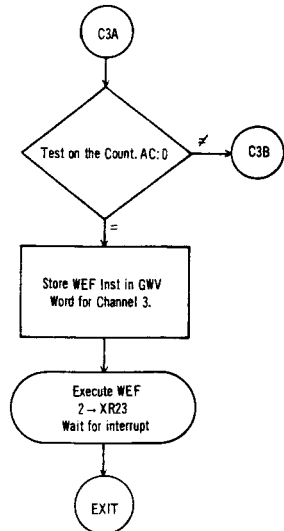 C3A
Test on the Count. AC: 0
≠
C3B
=
Store WEF Inst in GWV
Word for Channel 3.
Execute WEF
2 → XR23
Wait for interrupt
EXIT